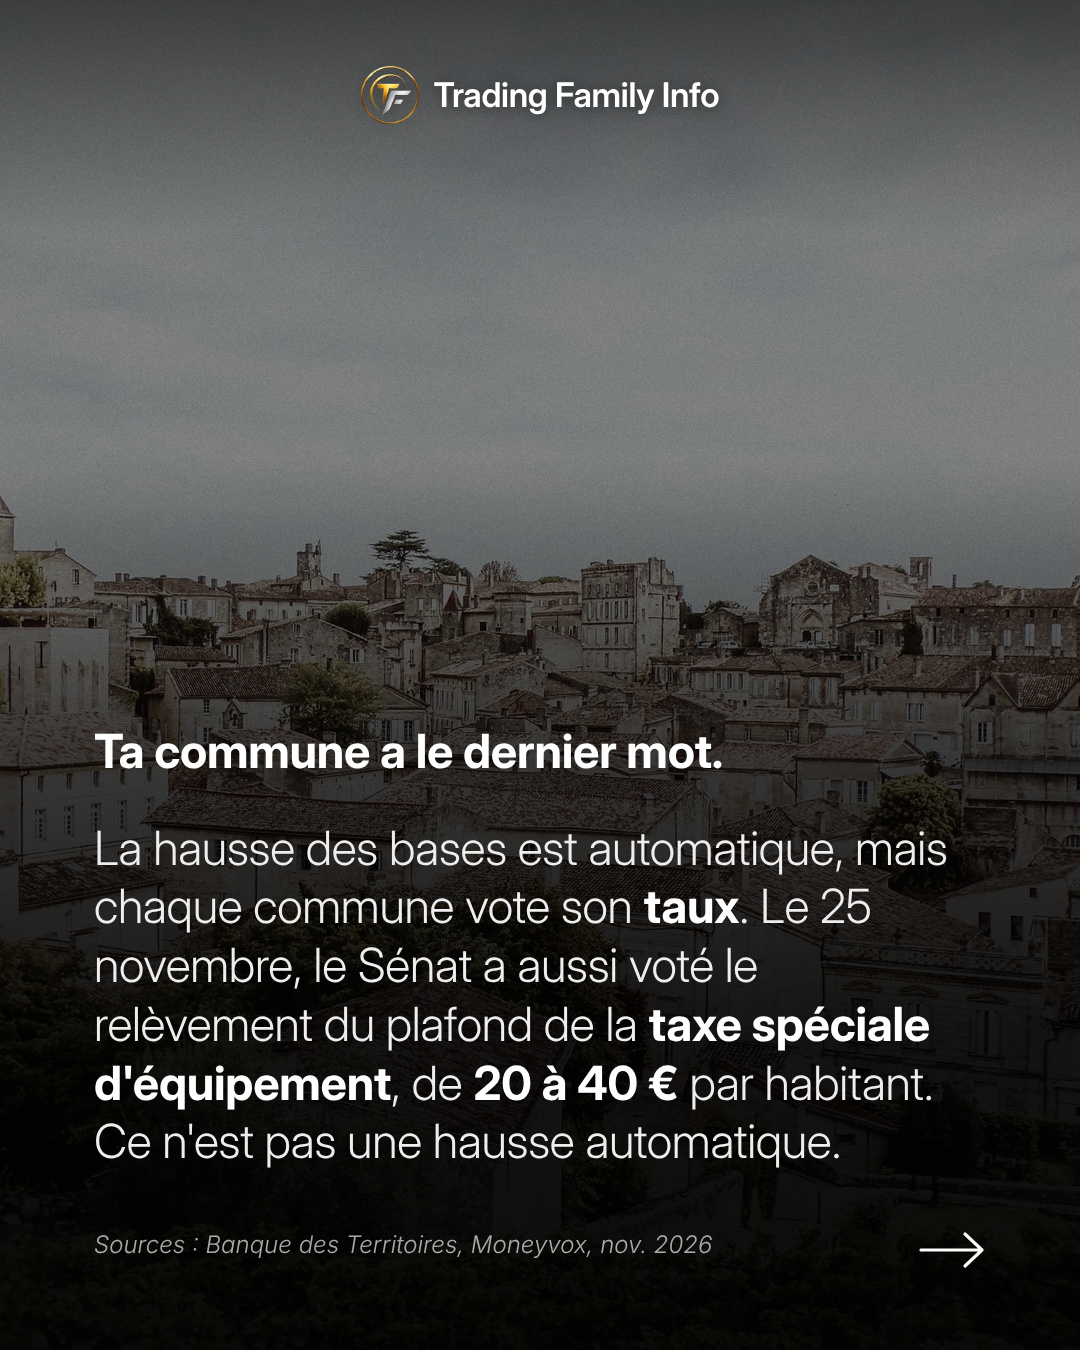 TF Trading Family Info
Ta commune a le dernier mot.
La hausse des bases est automatique, mais
chaque commune vote son taux. Le 25
novembre, le Sénat a aussi voté le
relèvement du plafond de la taxe spéciale
d'équipement, de 20 à 40 € par habitant.
Ce n'est pas une hausse automatique.
Sources : Banque des Territoires, Moneyvox, nov. 2026